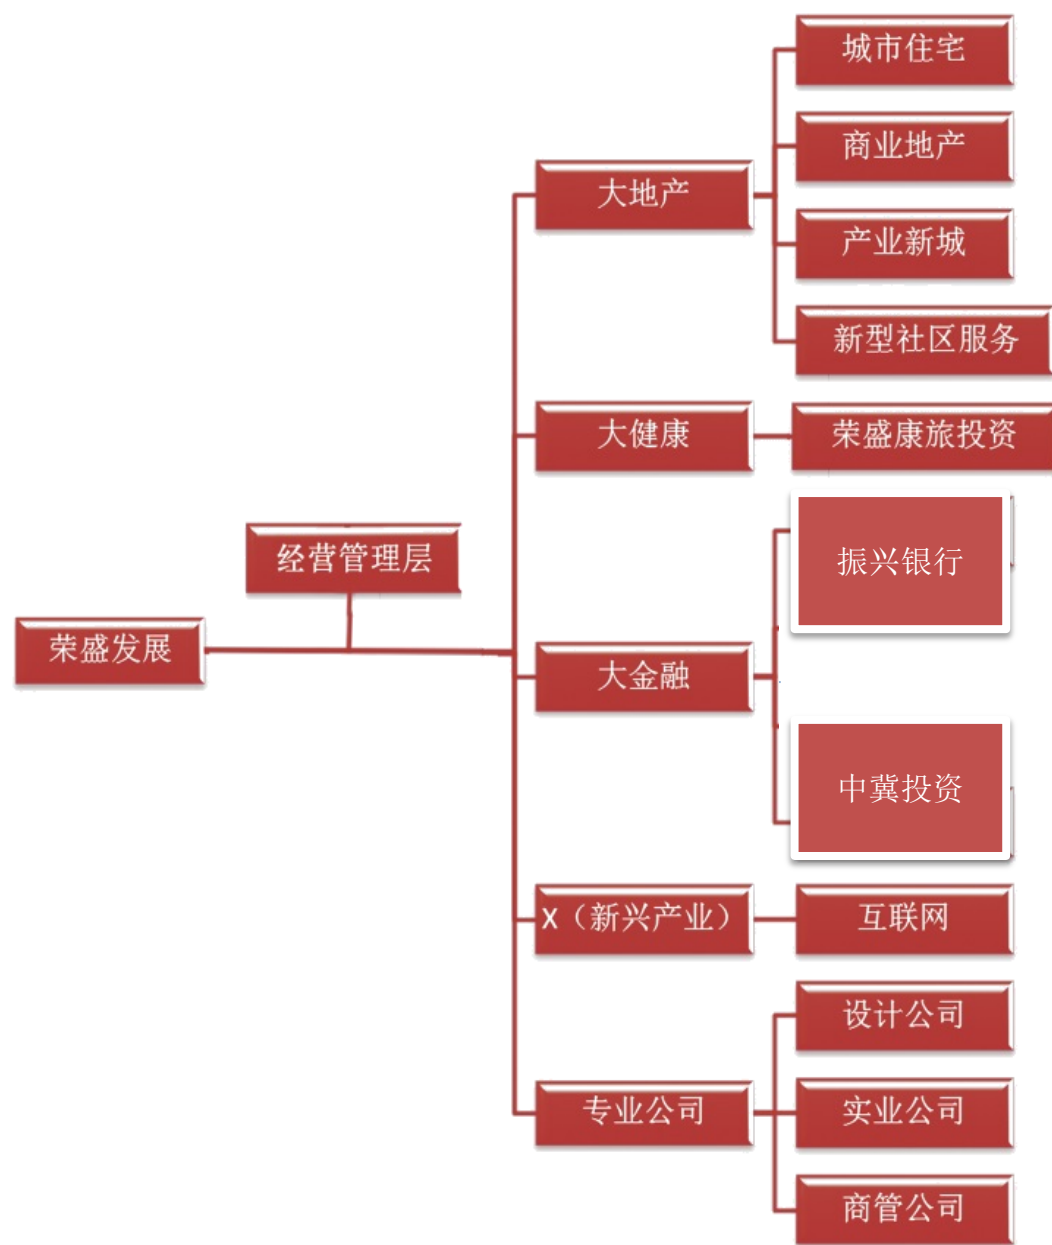 城市住宅
商业地产
大地产
产业新城
新型社区服务
大健康
荣盛康旅投资
经营管理层
振兴银行
荣盛发展
大金融
中冀投资
X（新兴产业）
互联网
设计公司
专业公司
实业公司
商管公司